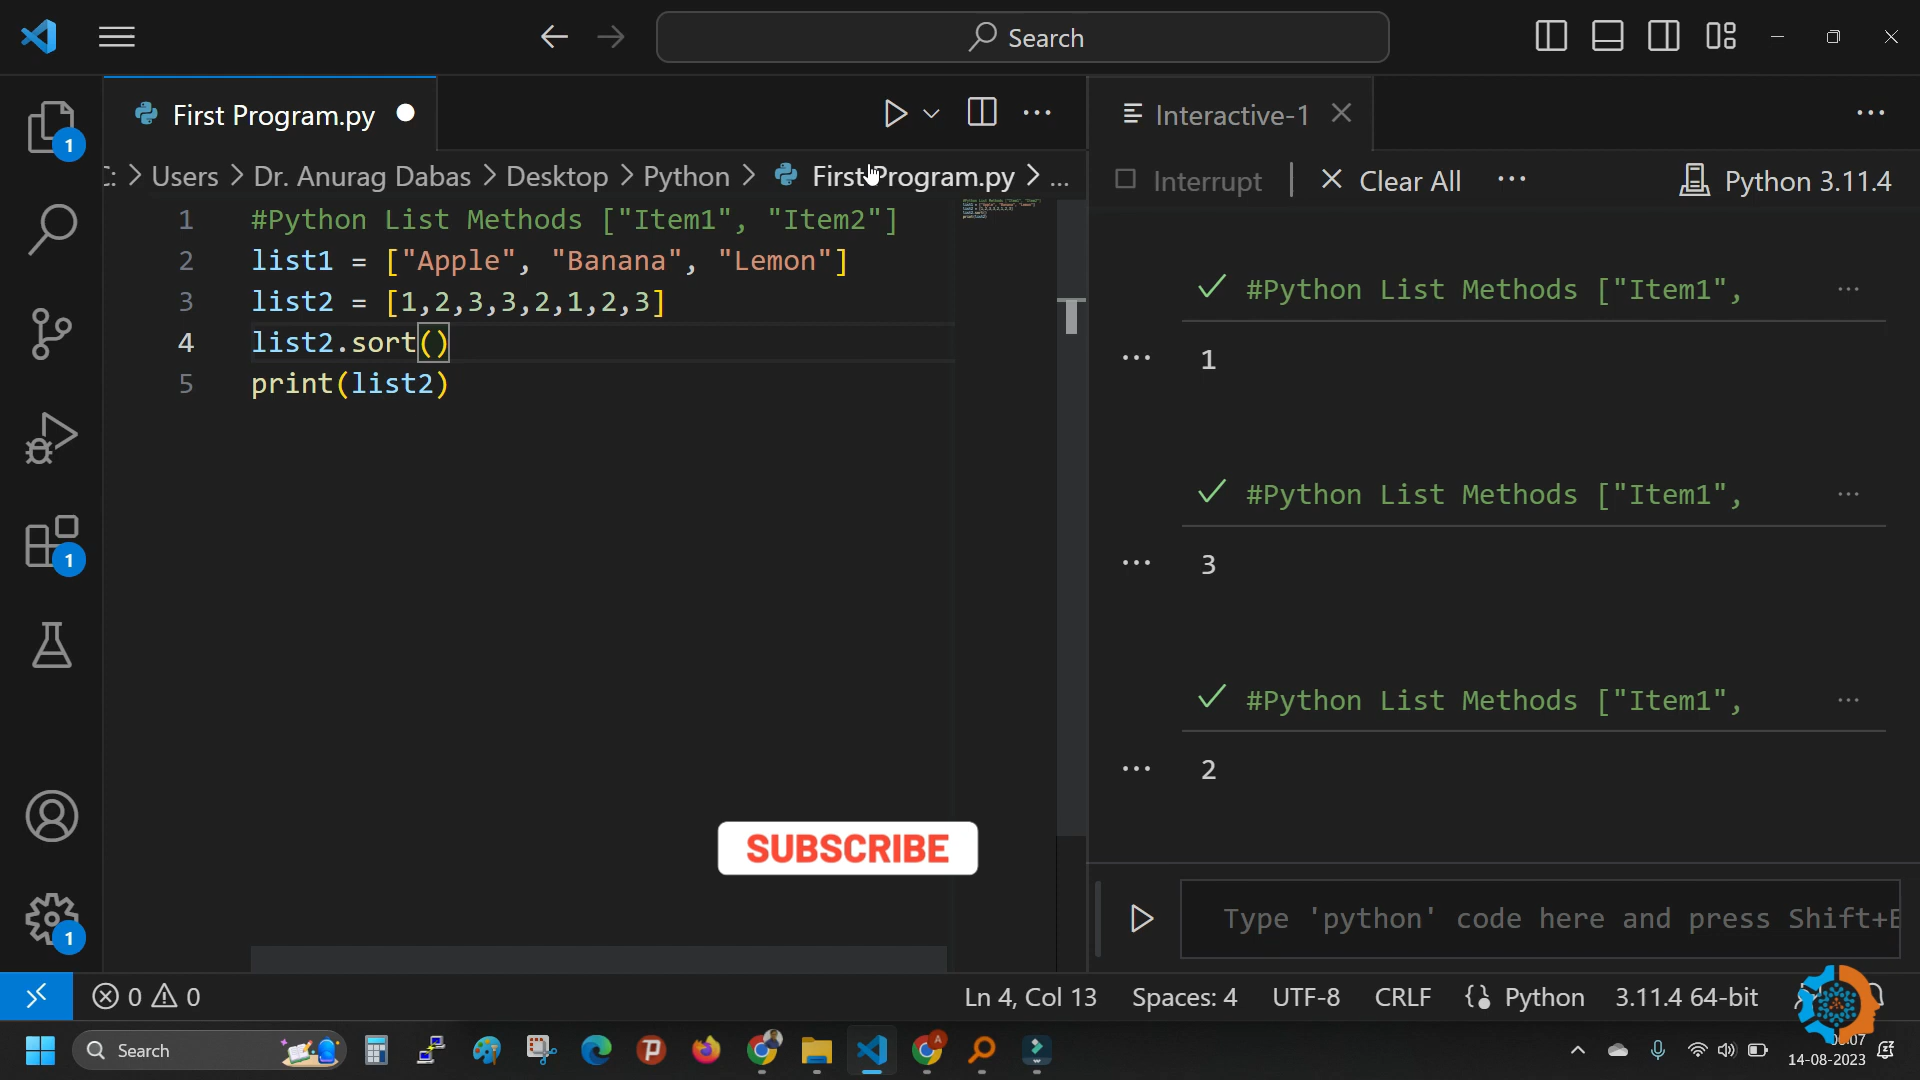 Search
First Program.py
Interactive-1
Users > Dr. Anurag Dabas > Desktop > Python > First Program.py > ...
Interrupt | Clear All ... Python 3.11.4
1 #Python List Methods ["Item1", "Item2"]
2 list1 = ["Apple", "Banana", "Lemon"]
3 list2 = [1,2,3,3,2,1,2,3]
4 list2.sort()
5 print(list2)
#Python List Methods ["Item1", ...
1
#Python List Methods ["Item1", ...
3
#Python List Methods ["Item1", ...
2
1
1
1
SUBSCRIBE
Type 'python' code here and press Shift+E
0 0
Ln 4, Col 13 Spaces: 4 UTF-8 CRLF Python 3.11.4 64-bit
Search
14-08-2023